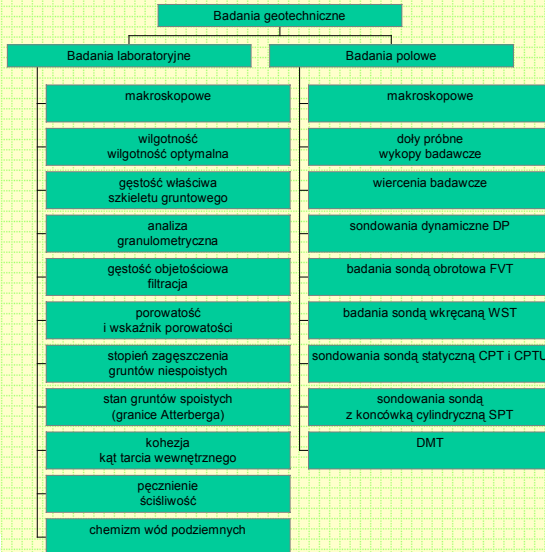 Badania geotechniczne
Badania laboratoryjne
makroskopowe
wilgotność
wilgotność optymalna
gęstość właściwa
szkieletu gruntowego
analiza
granulometryczna
gęstość objętościowa
filtracja
porowatość
i wskaźnik porowatości
stopień zagęszczenia
gruntów niespoistych
stan gruntów spoistych
(granice Atterberga)
kohezja
kąt tarcia wewnętrznego
pęcznienie
ściśliwość
chemizm wód podziemnych
Badania polowe
makroskopowe
doły próbne
wykopy badawcze
wiercenia badawcze
sondowania dynamiczne DP
badania sondą obrotowa FVT
badania sondą wkręcaną WST
sondowania sondą statyczną CPT i CPTU
sondowania sondą
z koncówką cylindryczną SPT
DMT